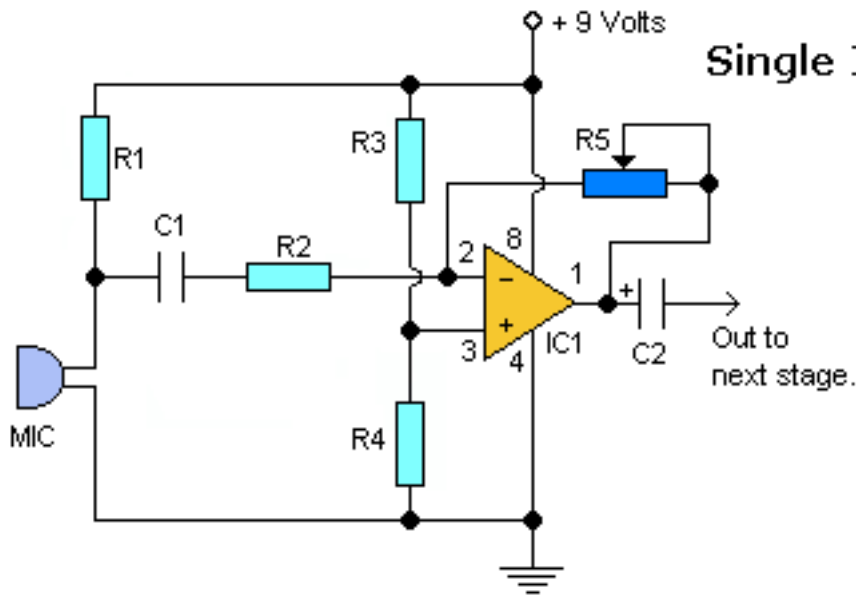 + 9 Volts
Single
R1
R3
R5
C1
R2
2
8
1
-
+
+
3
4
IC1
C2
Out to
next stage.
MIC
R4